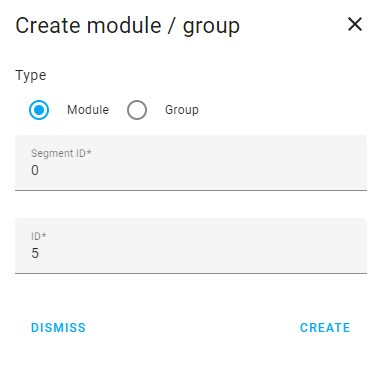 Create module / group
Type
Module Group
Segment ID*
0
ID*
5
DISMISS CREATE